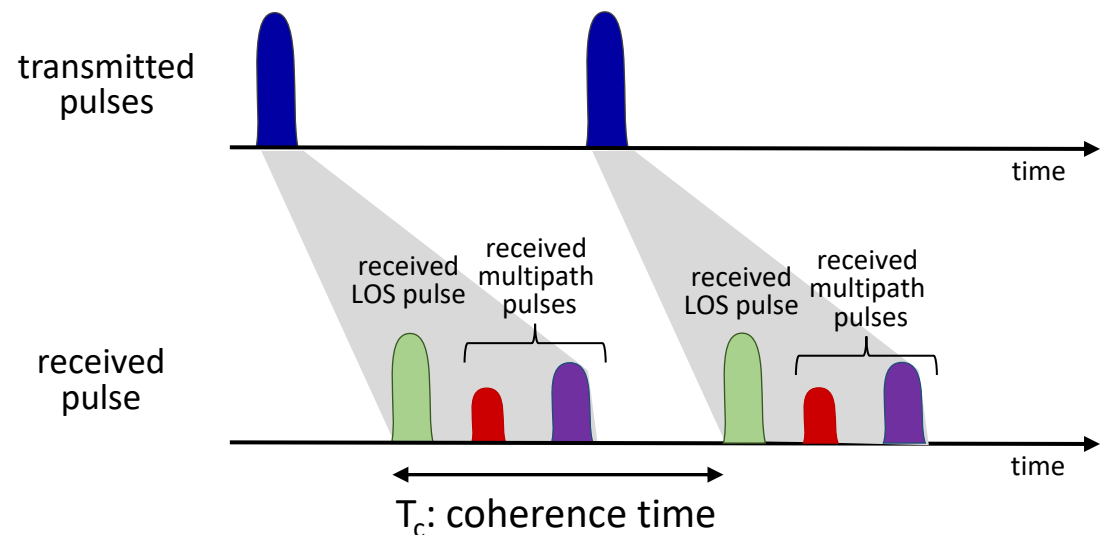 transmitted
pulses
time
received
LOS pulse
received
multipath
pulses
received
LOS pulse
received
multipath
pulses
received
pulse
time
T_c: coherence time